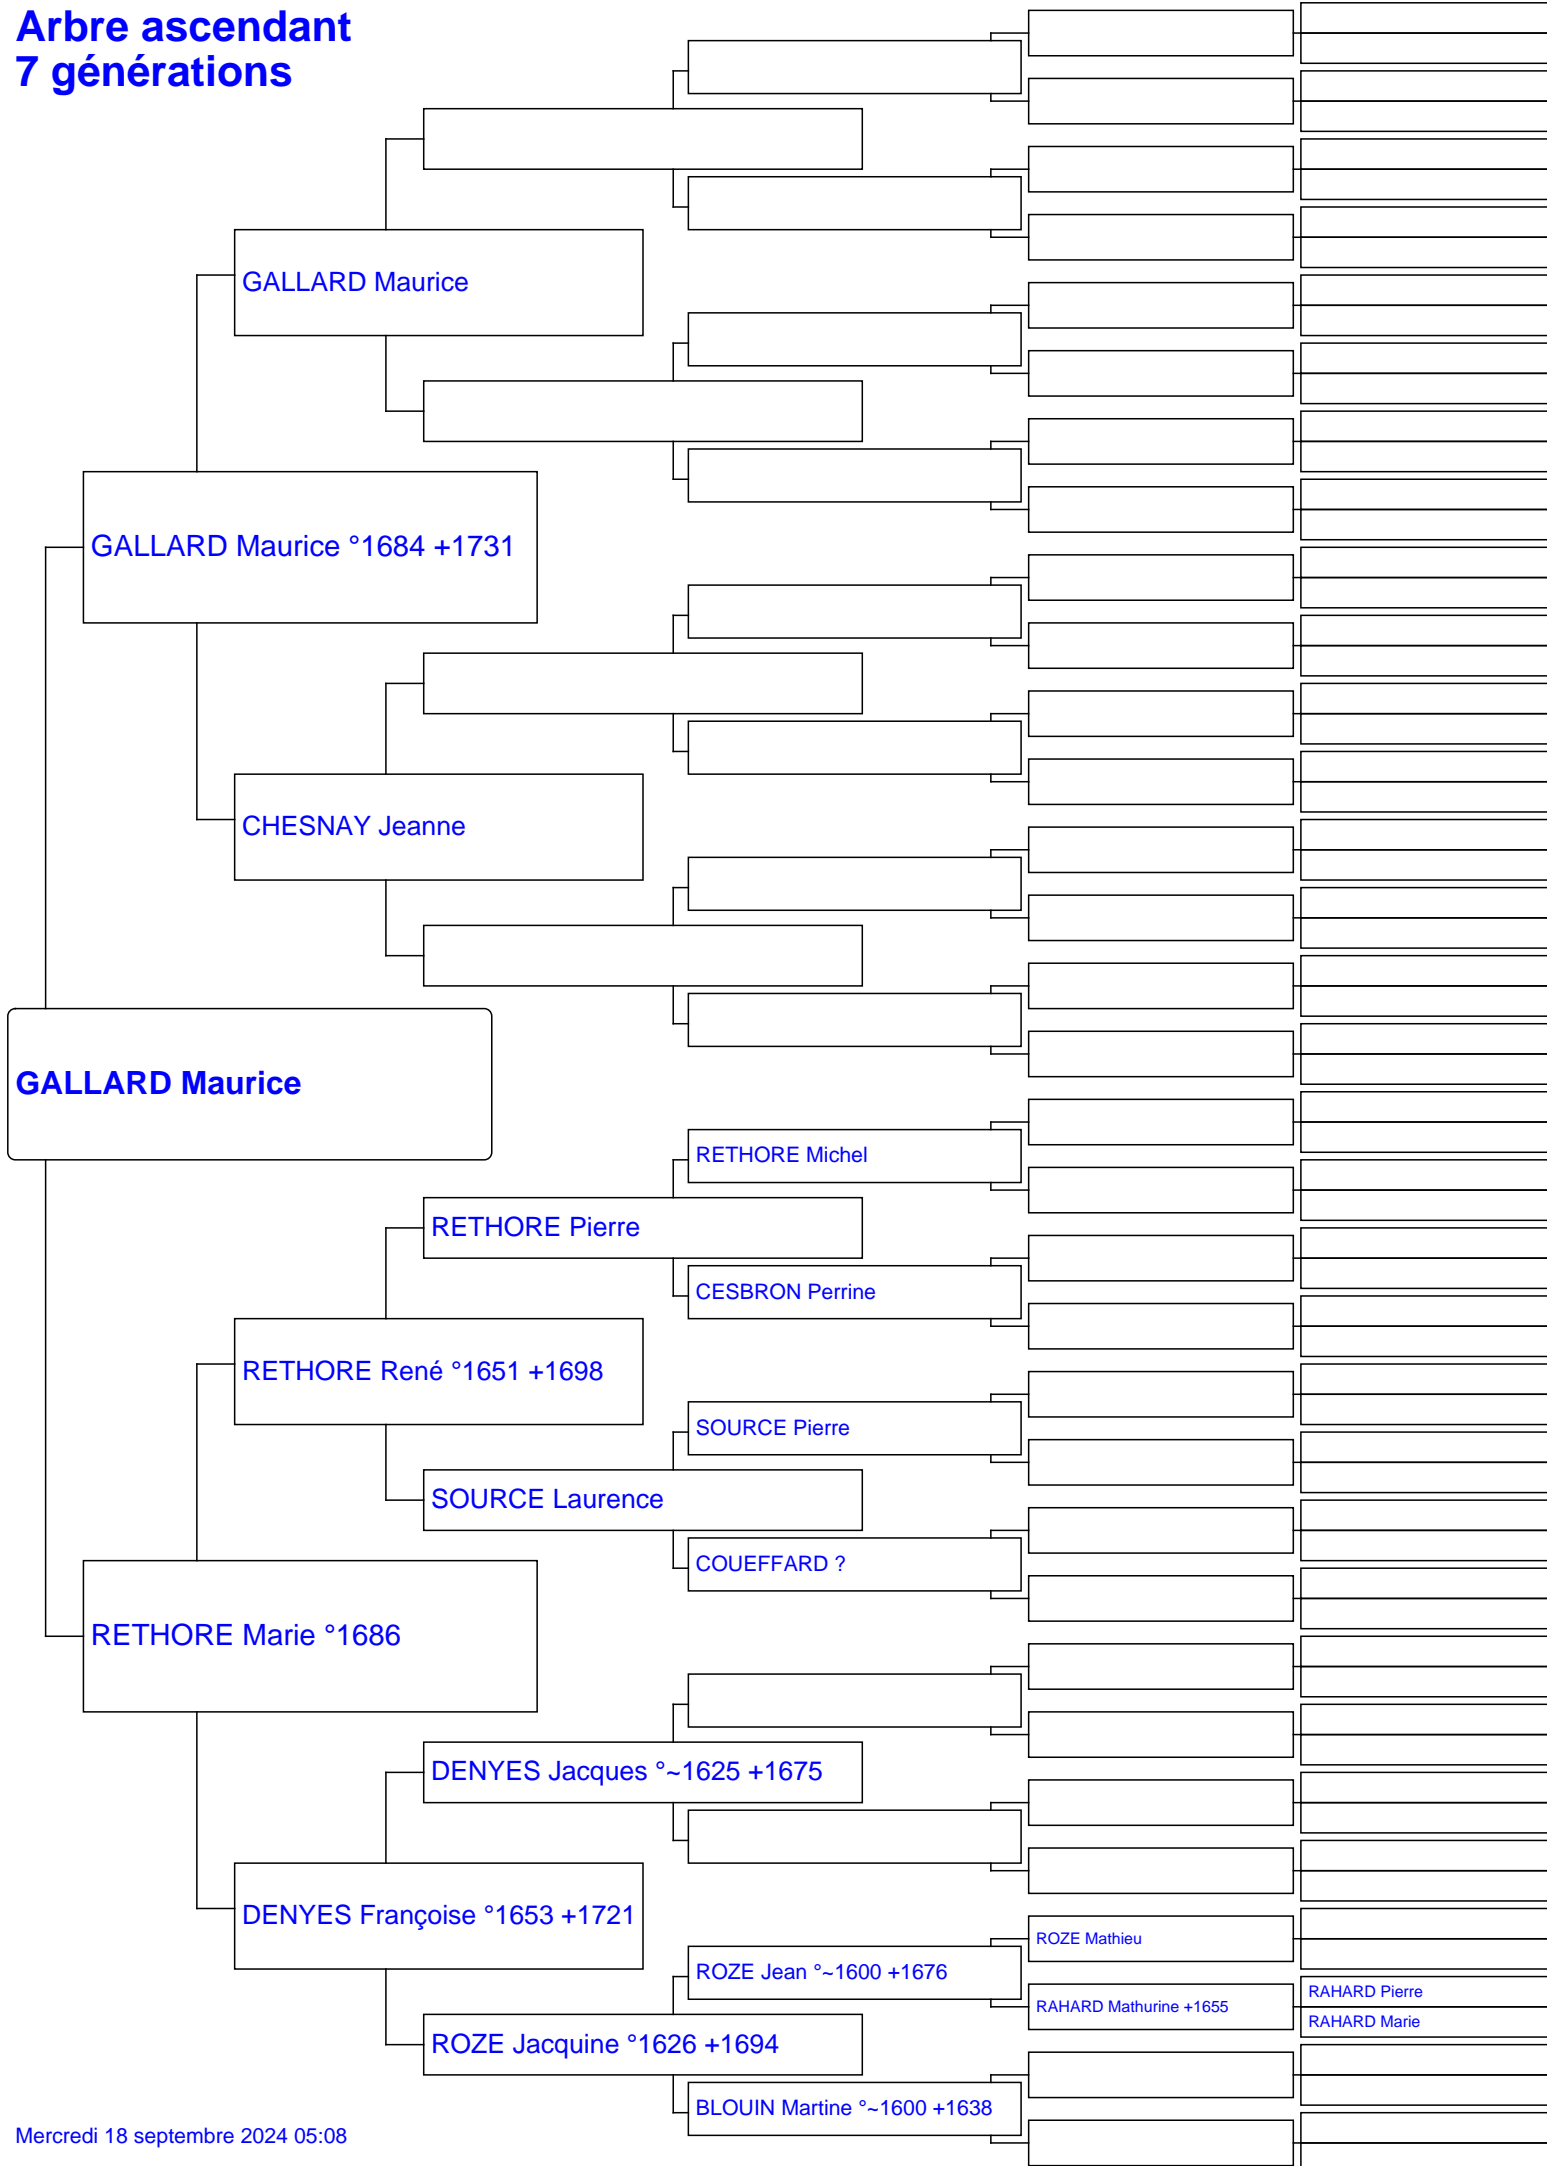 Arbre ascendant
7 générations
GALLARD Maurice
GALLARD Maurice °1684 +1731
CHESNAY Jeanne
GALLARD Maurice
RETHORE Michel
RETHORE Pierre
CESBRON Perrine
RETHORE René °1651 +1698
SOURCE Pierre
SOURCE Laurence
COUEFFARD ?
RETHORE Marie °1686
DENYES Jacques °~1625 +1675
DENYES Françoise °1653 +1721
ROZE Mathieu
ROZE Jean °~1600 +1676
RAHARD Pierre
RAHARD Mathurine +1655
RAHARD Marie
ROZE Jacquine °1626 +1694
BLOUIN Martine °~1600 +1638
Mercredi 18 septembre 2024 05:08